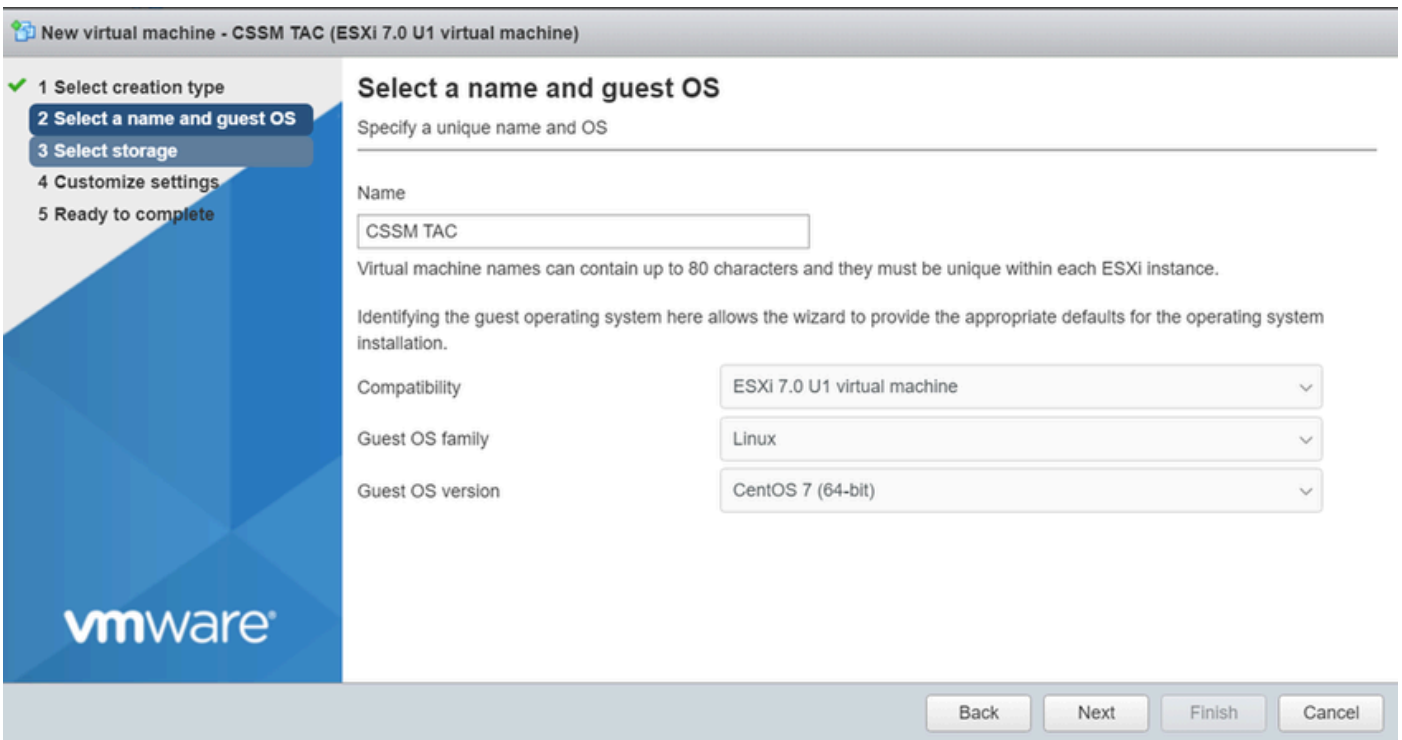 New virtual machine - CSSM TAC (ESXi 7.0 U1 virtual machine)
1 Select creation type
2 Select a name and guest OS
3 Select storage
4 Customize settings
5 Ready to complete
Select a name and guest OS
Specify a unique name and OS
Name
CSSM TAC
Virtual machine names can contain up to 80 characters and they must be unique within each ESXi instance.
Identifying the guest operating system here allows the wizard to provide the appropriate defaults for the operating system
installation.
Compatibility ESXi 7.0 U1 virtual machine
Guest OS family Linux
Guest OS version CentOS 7 (64-bit)
vmware®
Back Next Finish Cancel